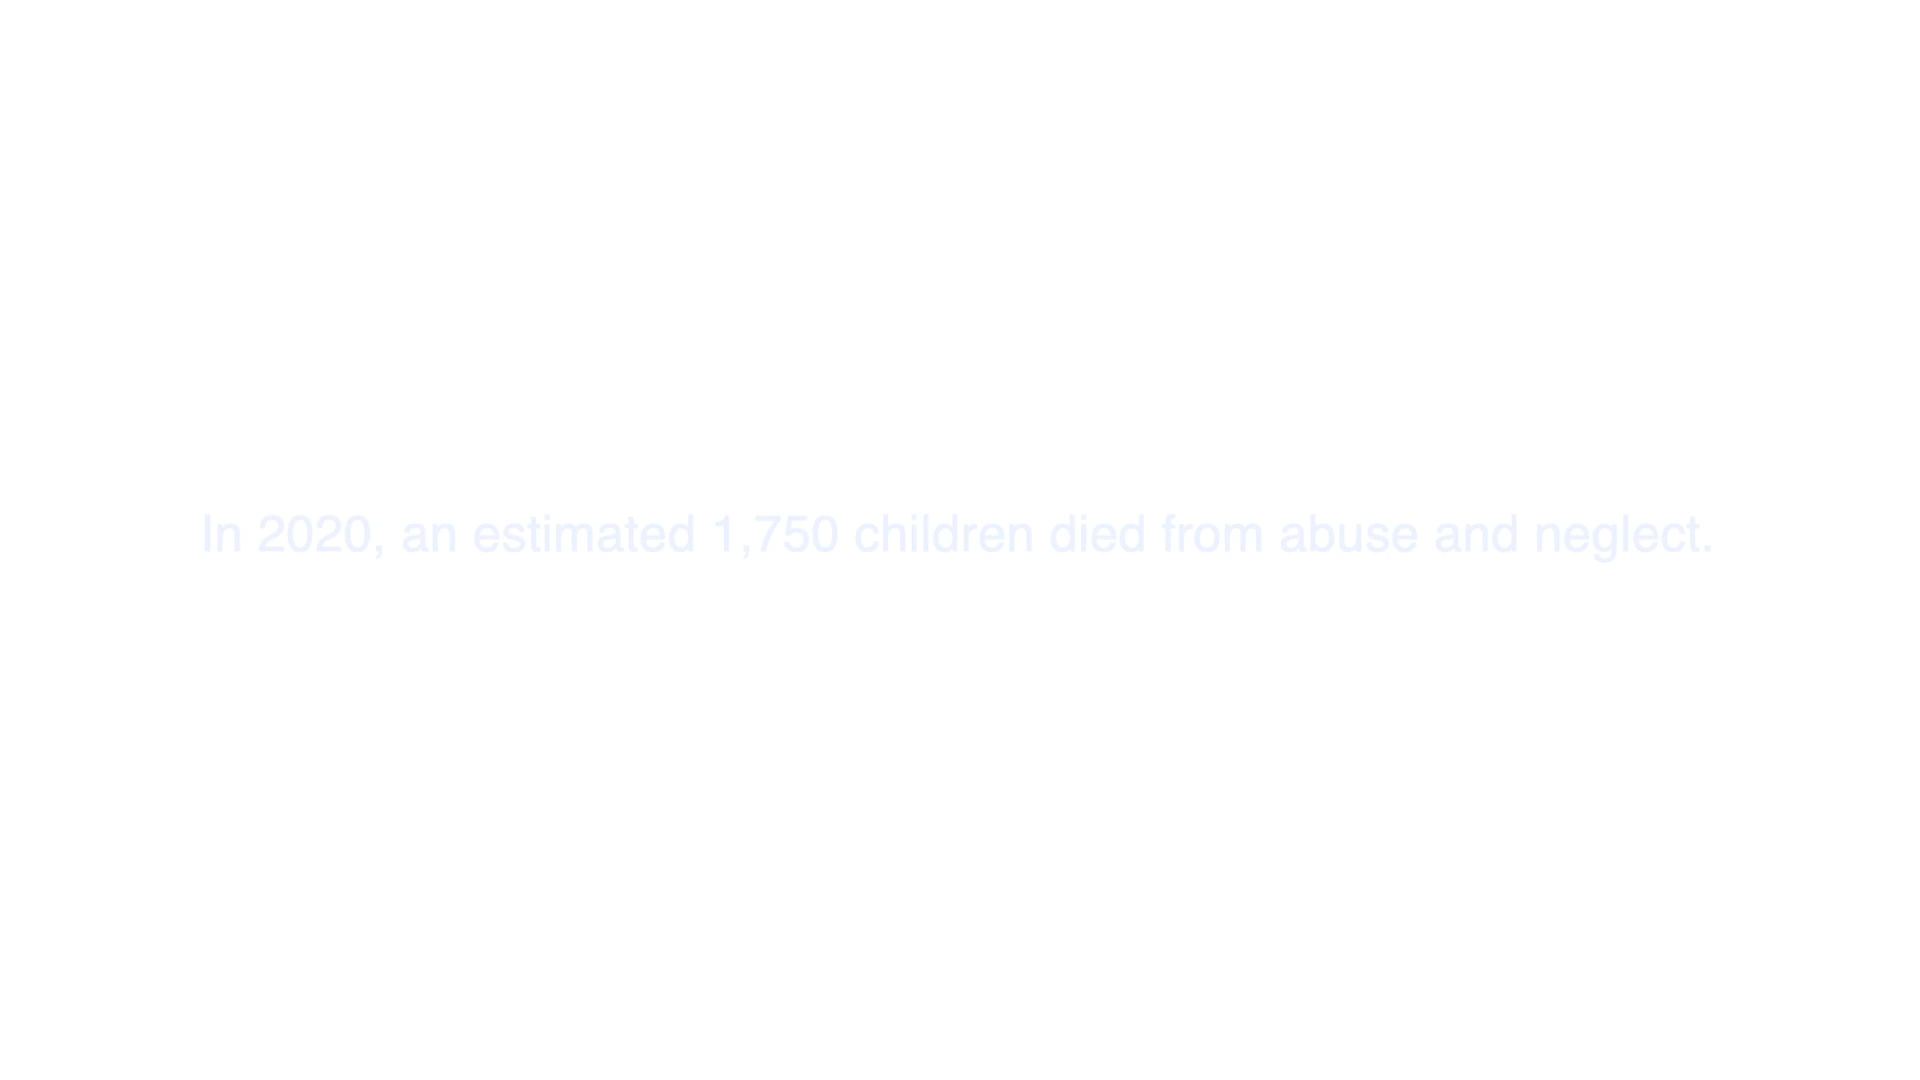 In 2020, an estimated 1,750 children died from abuse and neglect.